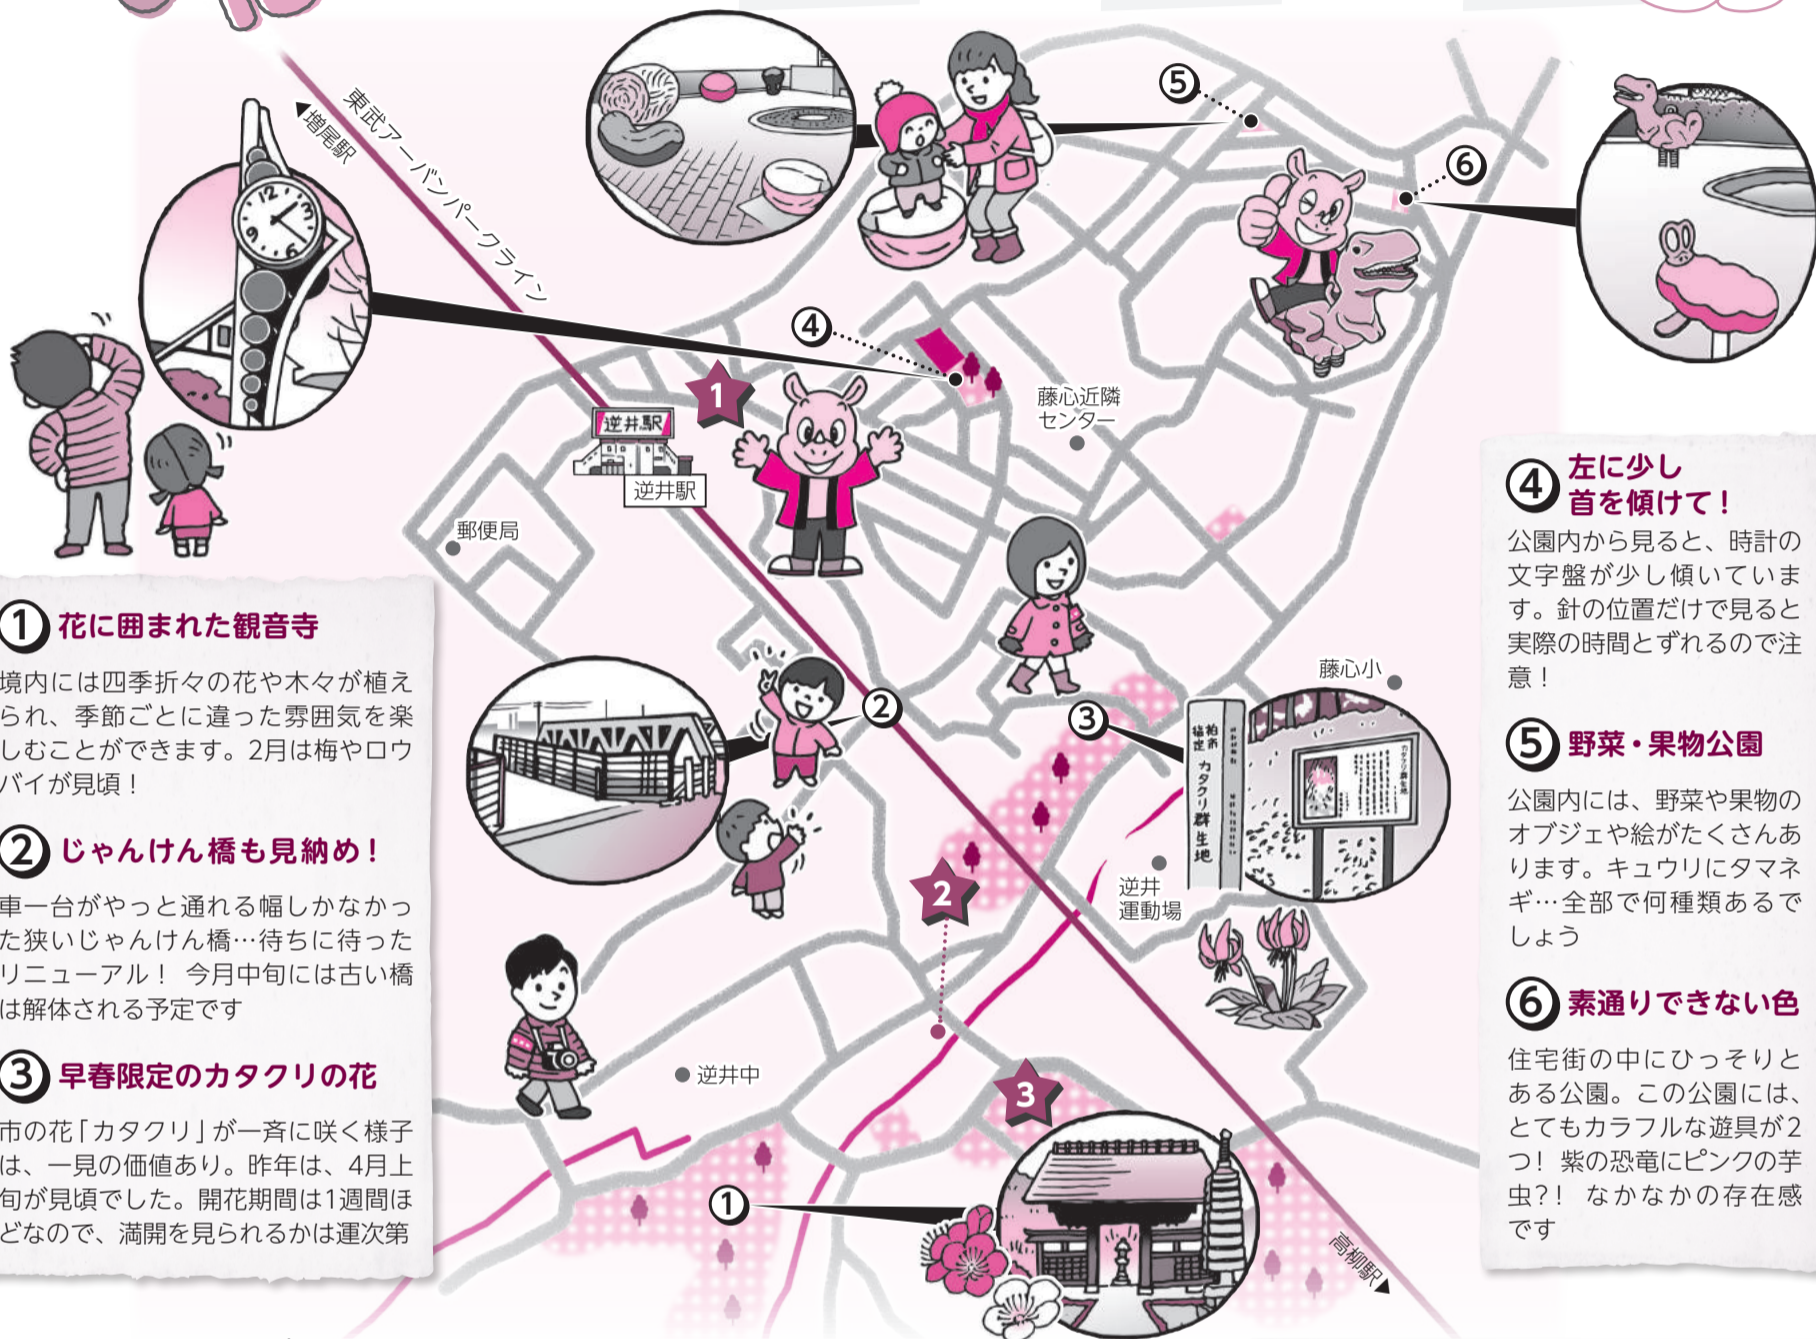 東武アーバンパークライン
◀増尾駅
12
3
6
9
⑤
⑥
④
1
藤心近隣
センター
逆井駅
逆井駅
郵便局
②
③
藤心小
柏市
指定
カタクリ群生地
カタクリ群生地
2
逆井
運動場
逆井中
3
①
高柳駅▶
① 花に囲まれた観音寺
境内には四季折々の花や木々が植え
られ、季節ごとに違った雰囲気を楽
しむことができます。2月は梅やロウ
バイが見頃！
② じゃんけん橋も見納め！
車一台がやっと通れる幅しかなかっ
た狭いじゃんけん橋…待ちに待った
リニューアル！ 今月中旬には古い橋
は解体される予定です
③ 早春限定のカタクリの花
市の花「カタクリ」が一斉に咲く様子
は、一見の価値あり。昨年は、4月上
旬が見頃でした。開花期間は1週間ほ
どなので、満開を見られるかは運次第
④ 左に少し
首を傾けて！
公園内から見ると、時計の
文字盤が少し傾いていま
す。針の位置だけで見ると
実際の時間とずれるので注
意！
⑤ 野菜・果物公園
公園内には、野菜や果物の
オブジェや絵がたくさんあ
ります。キュウリにタマネ
ギ…全部で何種類あるで
しょう
⑥ 素通りできない色
住宅街の中にひっそりと
ある公園。この公園には、
とてもカラフルな遊具が2
つ！ 紫の恐竜にピンクの芋
虫?！ なかなかの存在感
です